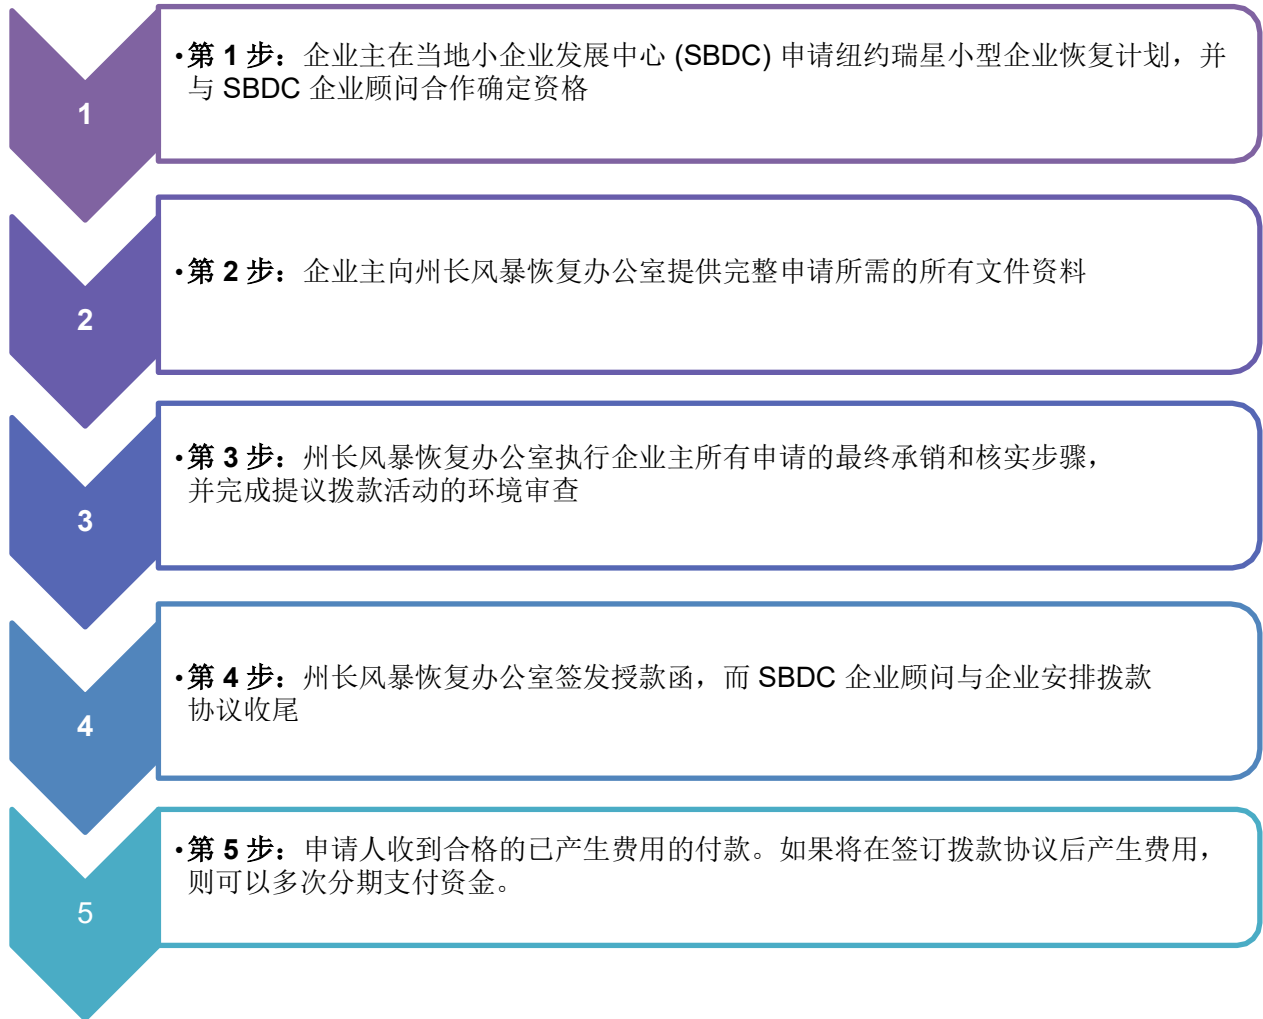 1
•第 1 步：企业主在当地小企业发展中心 (SBDC) 申请纽约瑞星小型企业恢复计划，并
与 SBDC 企业顾问合作确定资格
2
•第 2 步：企业主向州长风暴恢复办公室提供完整申请所需的所有文件资料
3
•第 3 步：州长风暴恢复办公室执行企业主所有申请的最终承销和核实步骤，
并完成提议拨款活动的环境审查
4
•第 4 步：州长风暴恢复办公室签发授款函，而 SBDC 企业顾问与企业安排拨款
协议收尾
5
•第 5 步：申请人收到合格的已产生费用的付款。如果将在签订拨款协议后产生费用，
则可以多次分期支付资金。